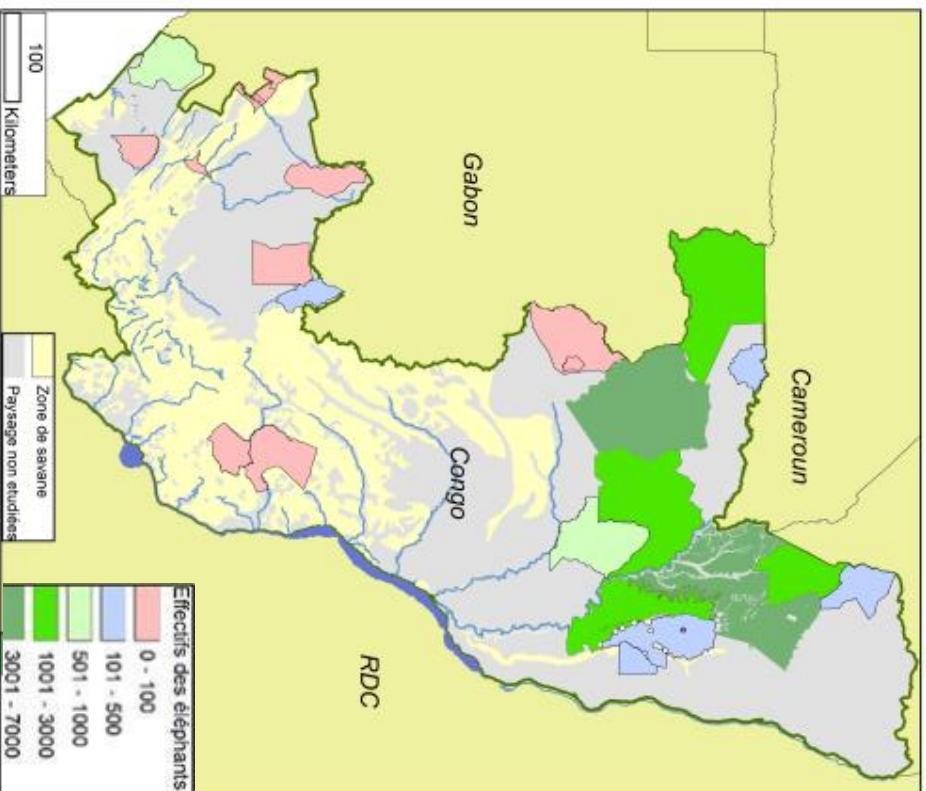 Cameroun
Gabon
Congo
RDC
100
Kilometers
Zone de savane
Paysage non etudiées
Effectifs des éléphants
0 - 100
101 - 500
501 - 1000
1001 - 3000
3001 - 7000